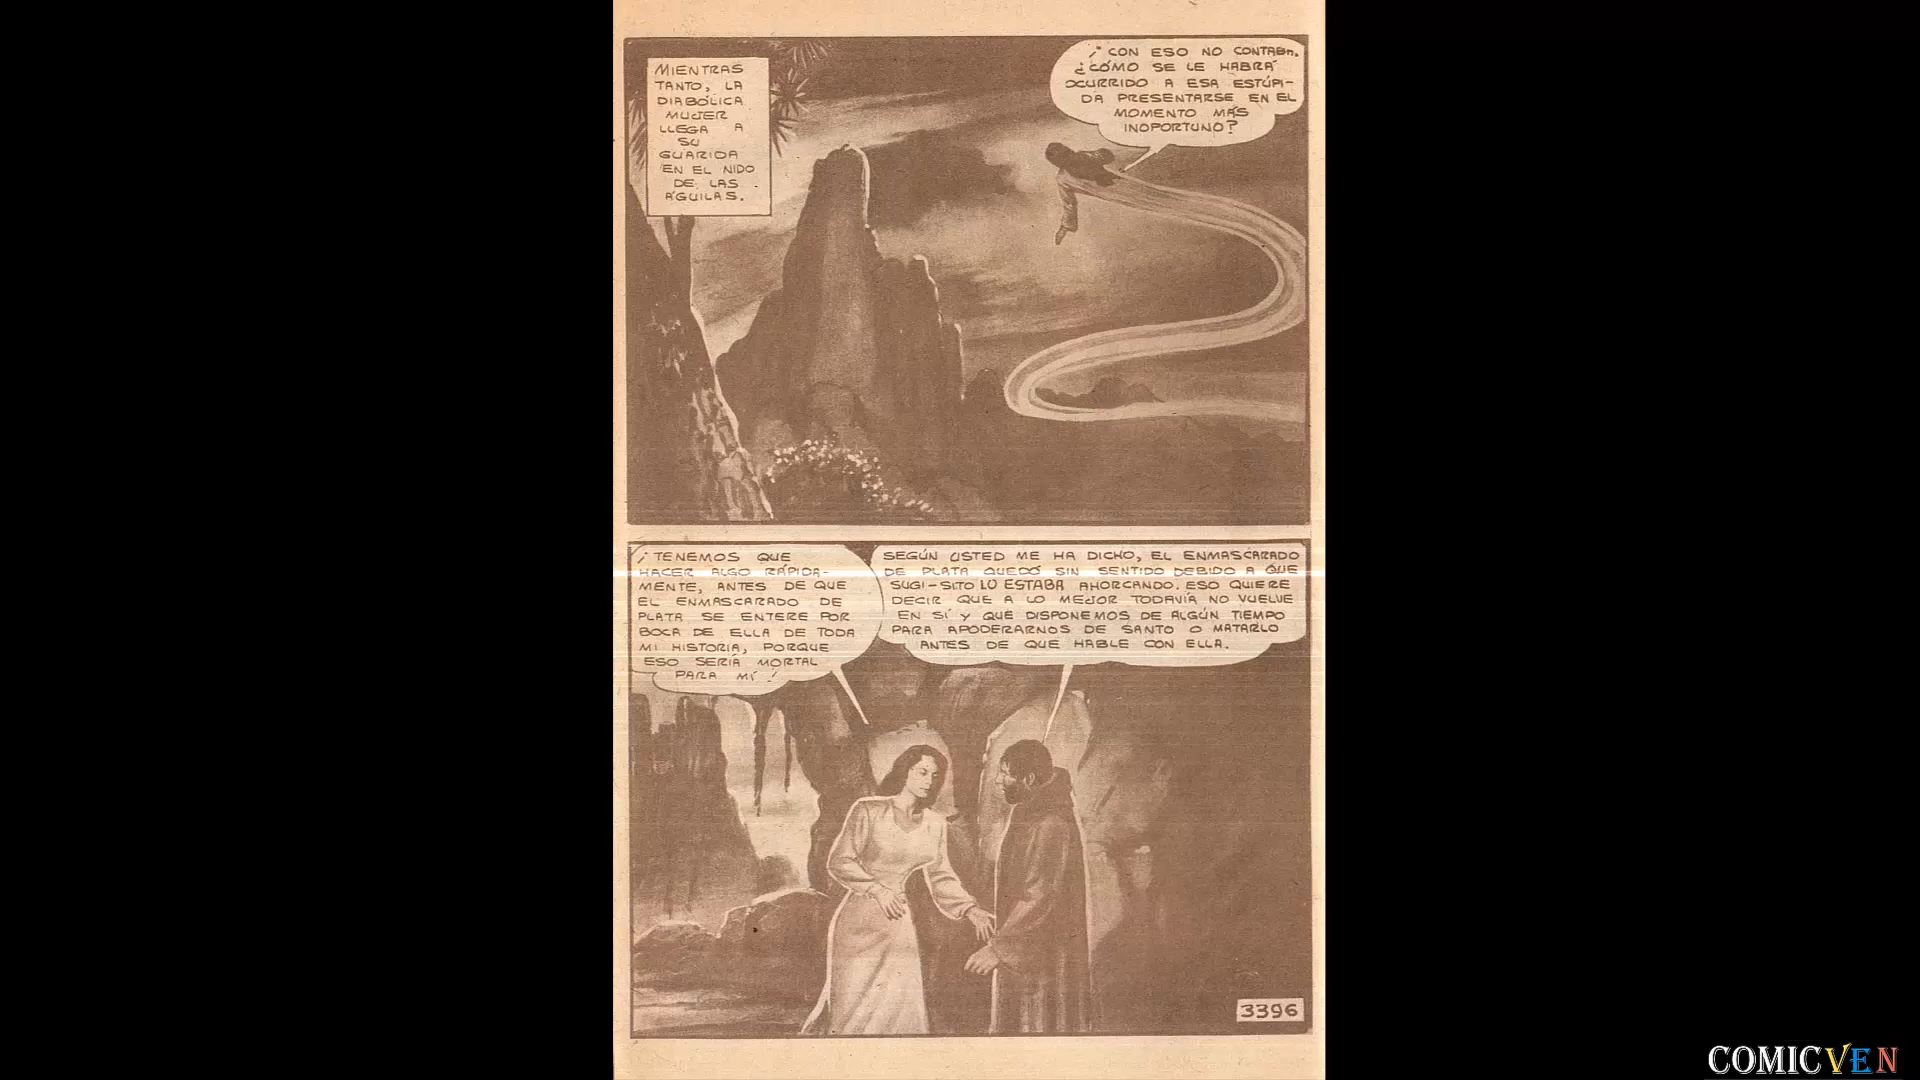 MIENTRAS
TANTO, LA
DIABÓLICA
MUJER
LLEGA A
SU
GUARIDA
EN EL NIDO
DE LAS
ÁGUILAS.
¡CON ESO NO CONTABA.
¿CÓMO SE LE HABRÁ
OCURRIDO A ESA ESTÚPI-
DA PRESENTARSE EN EL
MOMENTO MÁS
INOPORTUNO?
¡TENEMOS QUE
HACER ALGO RÁPIDA-
MENTE, ANTES DE QUE
EL ENMASCARADO DE
PLATA SE ENTERE POR
BOCA DE ELLA DE TODA
MI HISTORIA, PORQUE
ESO SERÍA MORTAL
PARA MÍ!
SEGÚN USTED ME HA DICHO, EL ENMASCARADO
DE PLATA QUEDÓ SIN SENTIDO DEBIDO A QUE
SUGI-SITO LO ESTABA AHORCANDO. ESO QUIERE
DECIR QUE A LO MEJOR TODAVÍA NO VUELVE
EN SÍ Y QUE DISPONEMOS DE ALGÚN TIEMPO
PARA APODERARNOS DE SANTO O MATARLO
ANTES DE QUE HABLE CON ELLA.
3396
COMICVEN